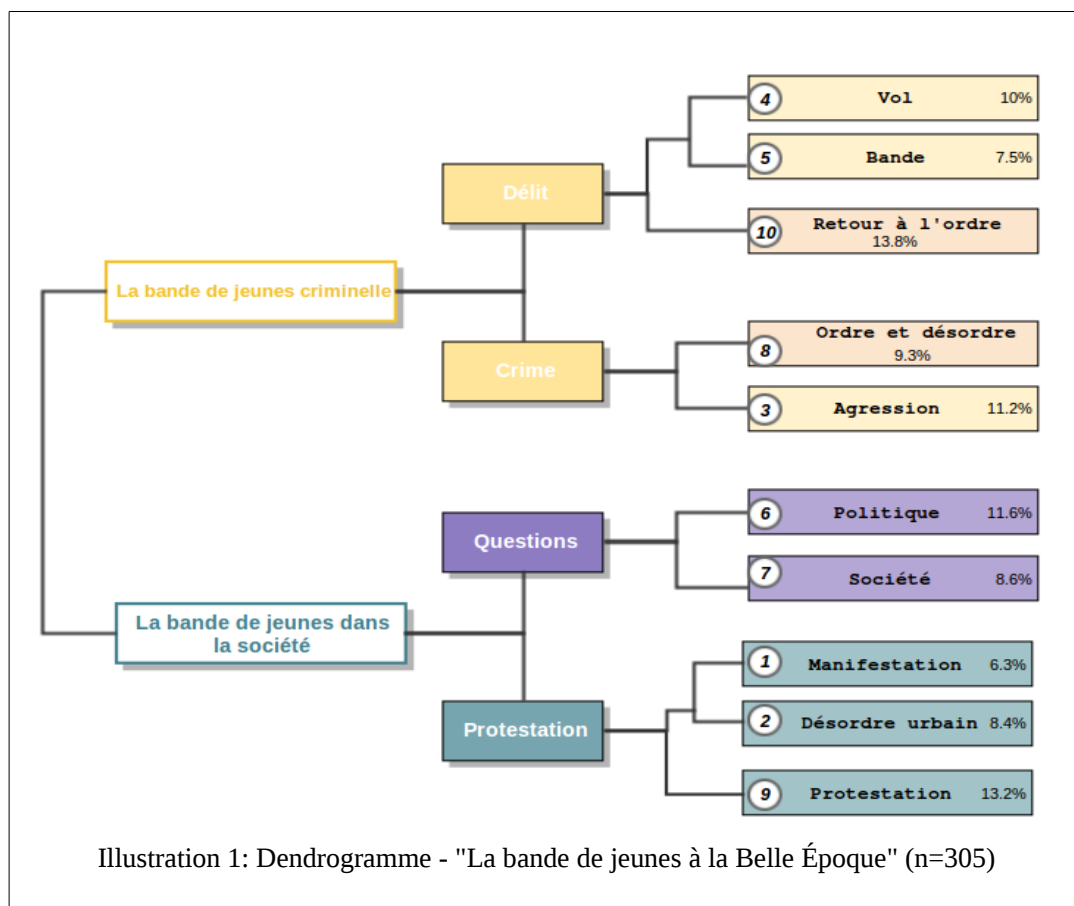 4 Vol 10%
5 Bande 7.5%
Délit
10 Retour à l'ordre
13.8%
La bande de jeunes criminelle
Ordre et désordre
8 9.3%
Crime
3 Agression 11.2%
6 Politique 11.6%
Questions
7 Société 8.6%
La bande de jeunes dans
la société
1 Manifestation 6.3%
2 Désordre urbain 8.4%
Protestation
9 Protestation 13.2%
Illustration 1: Dendrogramme - "La bande de jeunes à la Belle Époque" (n=305)